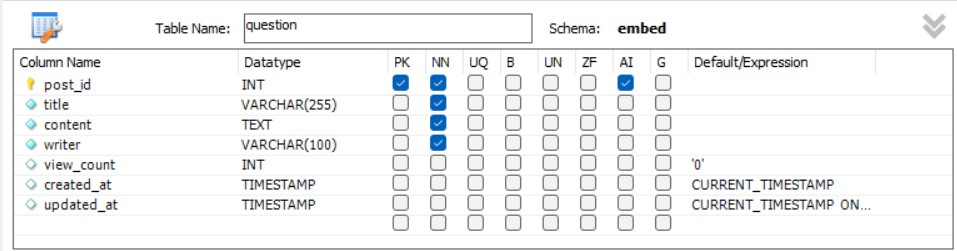 Table Name: question Schema: embed
Column Name Datatype PK NN UQ B UN ZF AI G Default/Expression
post_id INT
title VARCHAR(255)
content TEXT
writer VARCHAR(100)
view_count INT '0'
created_at TIMESTAMP CURRENT_TIMESTAMP
updated_at TIMESTAMP CURRENT_TIMESTAMP ON...